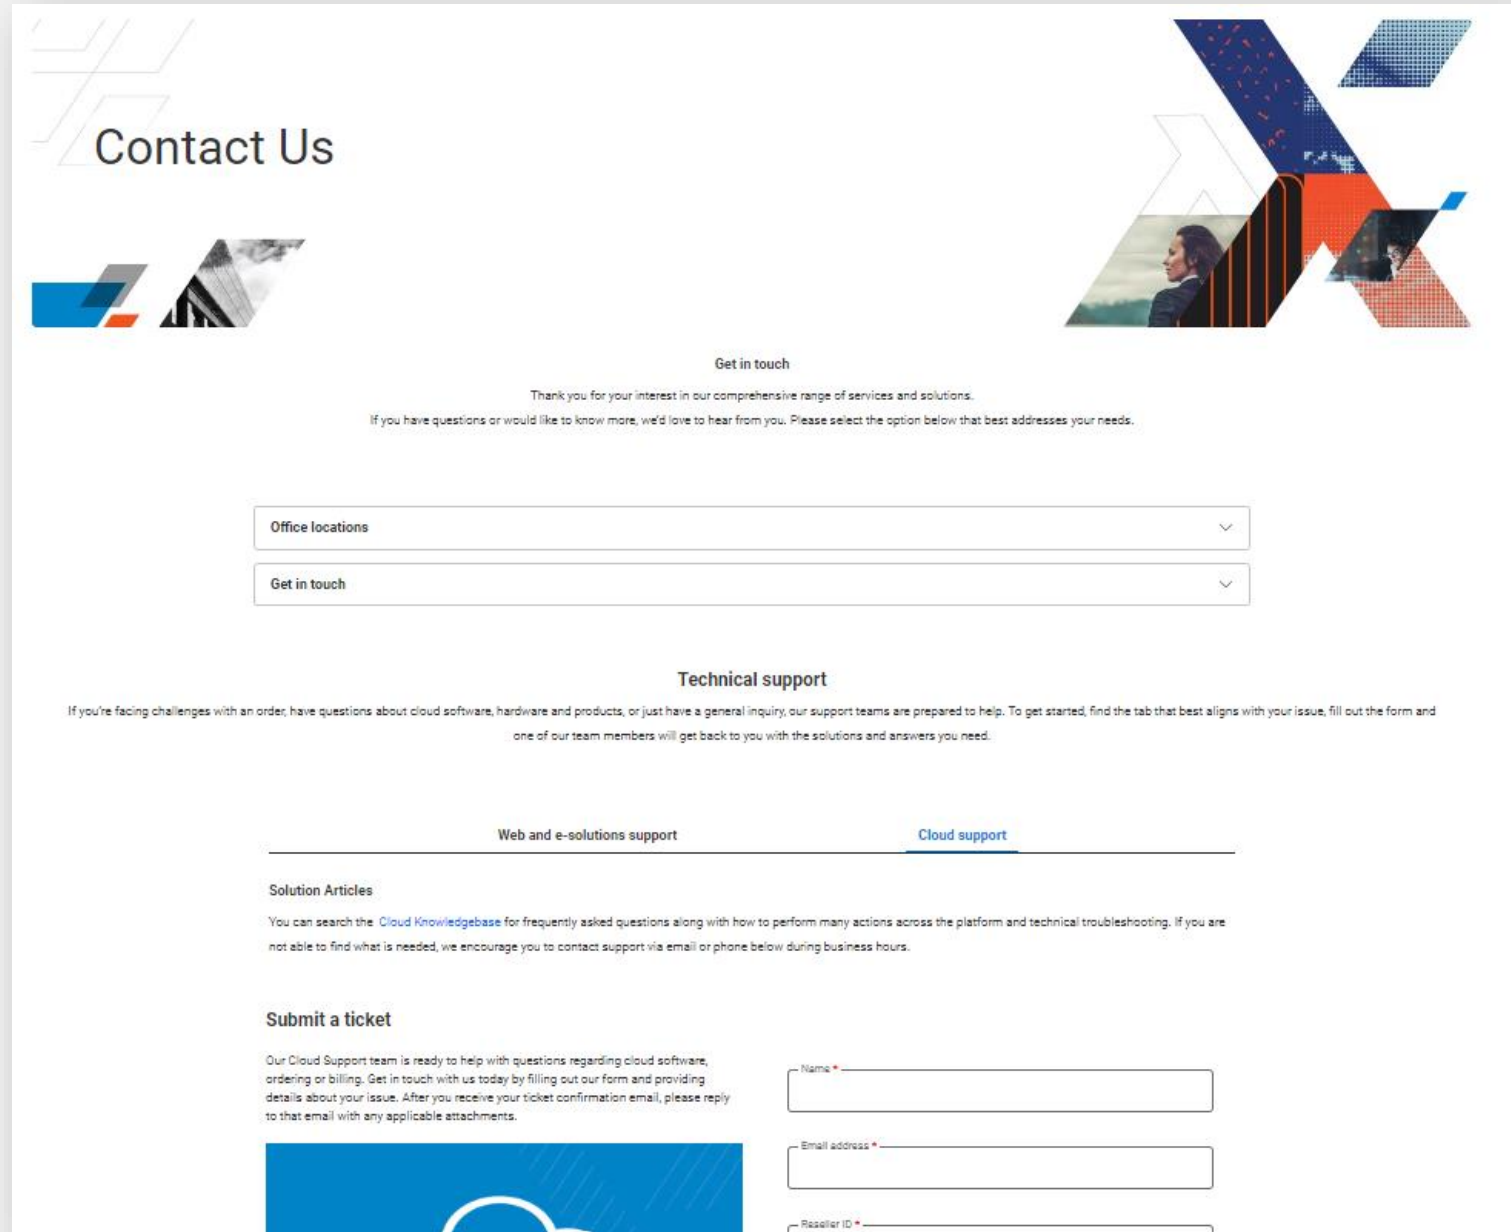 Contact Us
Get in touch
Thank you for your interest in our comprehensive range of services and solutions.
If you have questions or would like to know more, we'd love to hear from you. Please select the option below that best addresses your needs.
Office locations
Get in touch
Technical support
If you're facing challenges with an order, have questions about cloud software, hardware and products, or just have a general inquiry, our support teams are prepared to help. To get started, find the tab that best aligns with your issue, fill out the form and
one of our team members will get back to you with the solutions and answers you need.
Web and e-solutions support
Cloud support
Solution Articles
You can search the Cloud Knowledgebase for frequently asked questions along with how to perform many actions across the platform and technical troubleshooting. If you are
not able to find what is needed, we encourage you to contact support via email or phone below during business hours.
Submit a ticket
Our Cloud Support team is ready to help with questions regarding cloud software,
ordering or billing. Get in touch with us today by filling out our form and providing
details about your issue. After you receive your ticket confirmation email, please reply
to that email with any applicable attachments.
Name *
Email address *
Reseller ID *